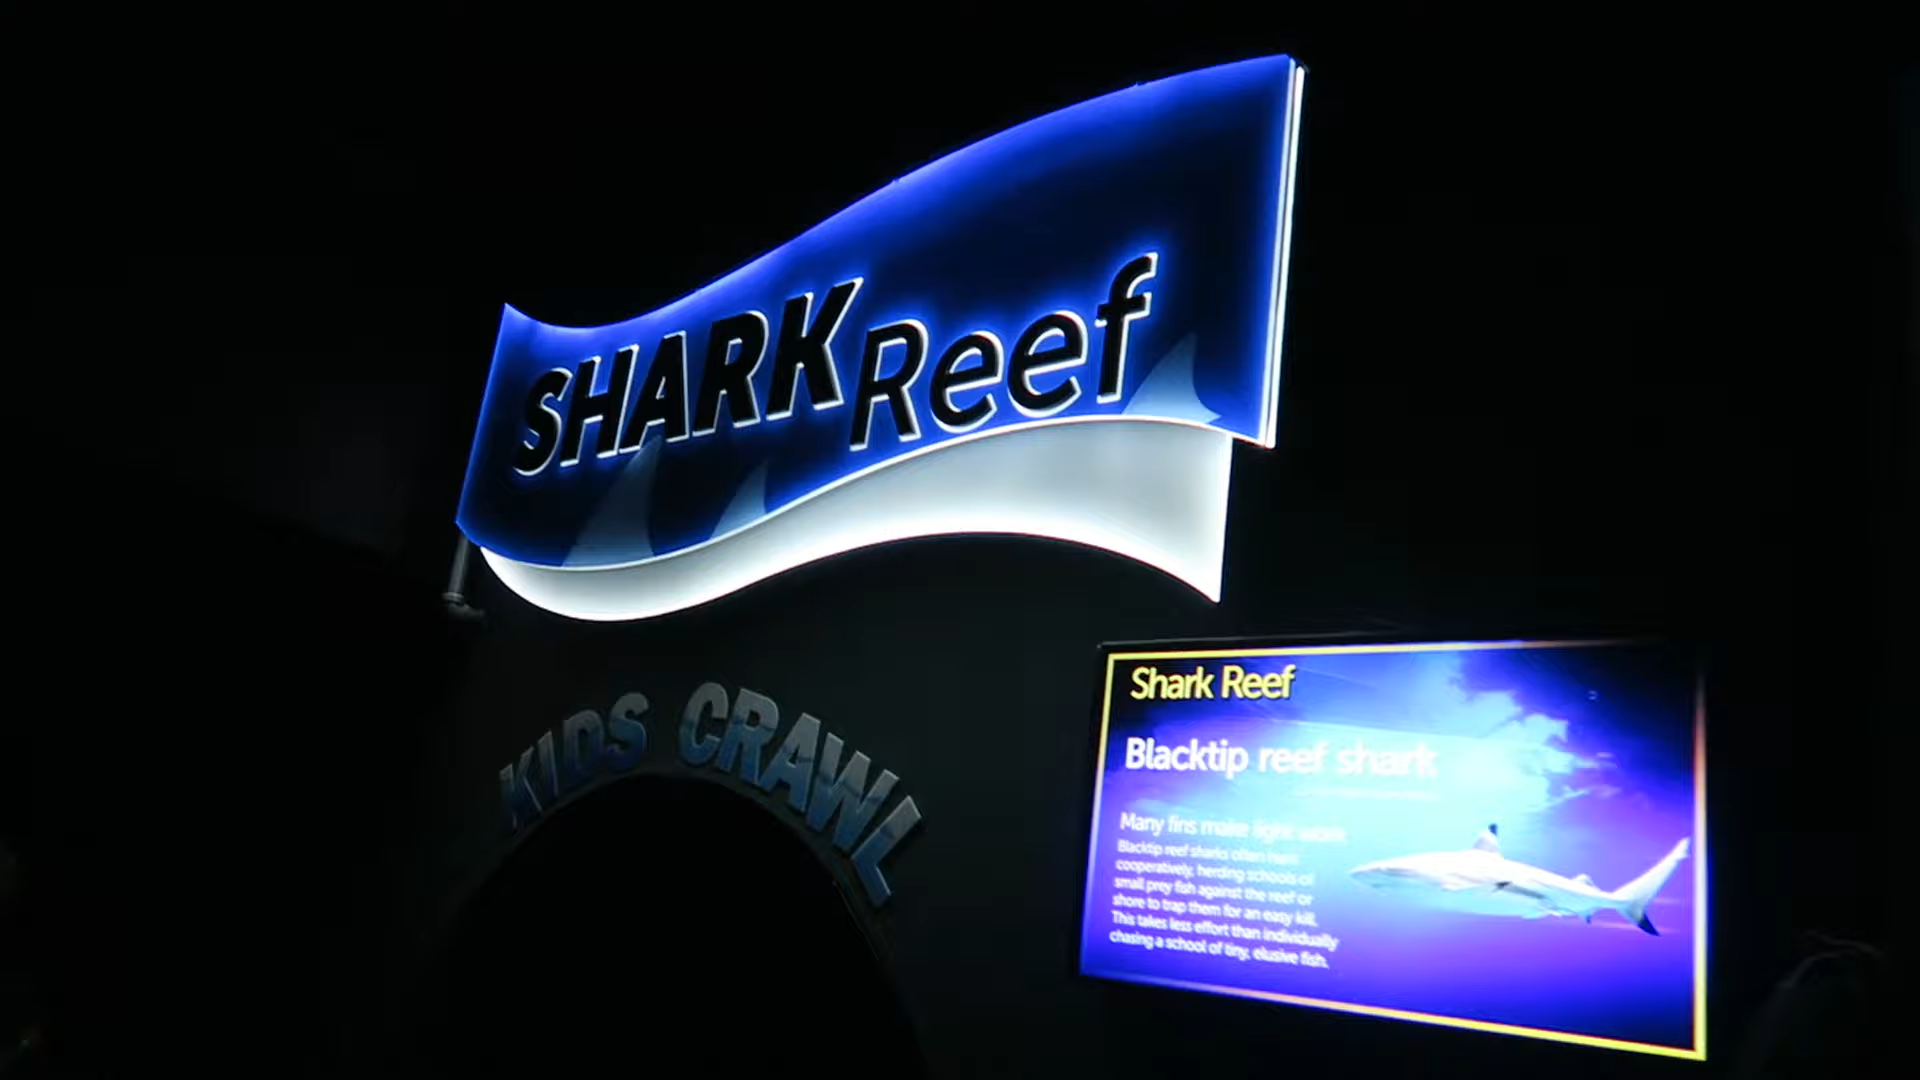 SHARK Reef
KIDS CRAWL
Shark Reef
Blacktip reef shark
Many fins make light work
Blacktip reef sharks often hunt
cooperatively, herding schools of
small prey fish against the reef or
shore to trap them for an easy kill.
This takes less effort than individually
chasing a school of tiny, elusive fish.